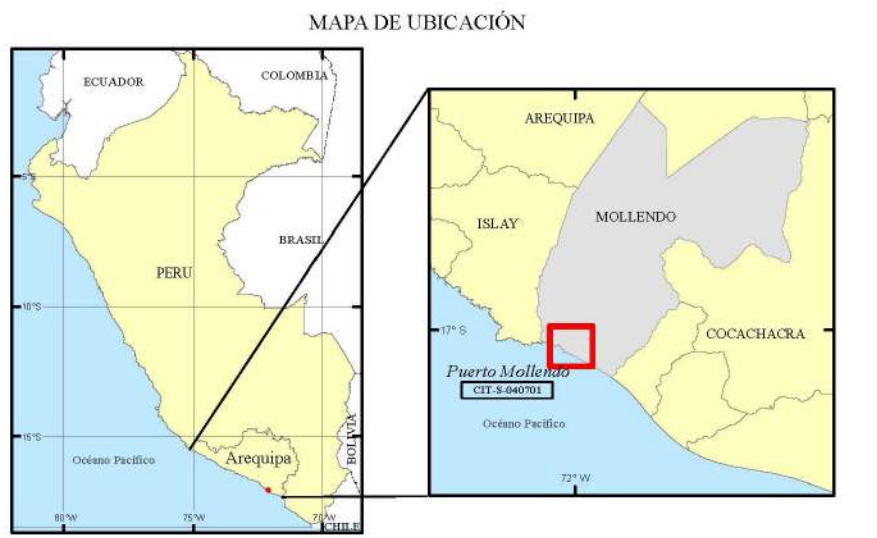 MAPA DE UBICACIÓN
ECUADOR
COLOMBIA
5°S
BRASIL
PERU
10°S
15°S
Océano Pacífico
Arequipa
BOLIVIA
80°W
75°W
70°W
CHILE
AREQUIPA
ISLAY
MOLLENDO
17° S
COCACHACRA
Puerto Mollendo
CIT-S-040701
Océano Pacífico
72° W